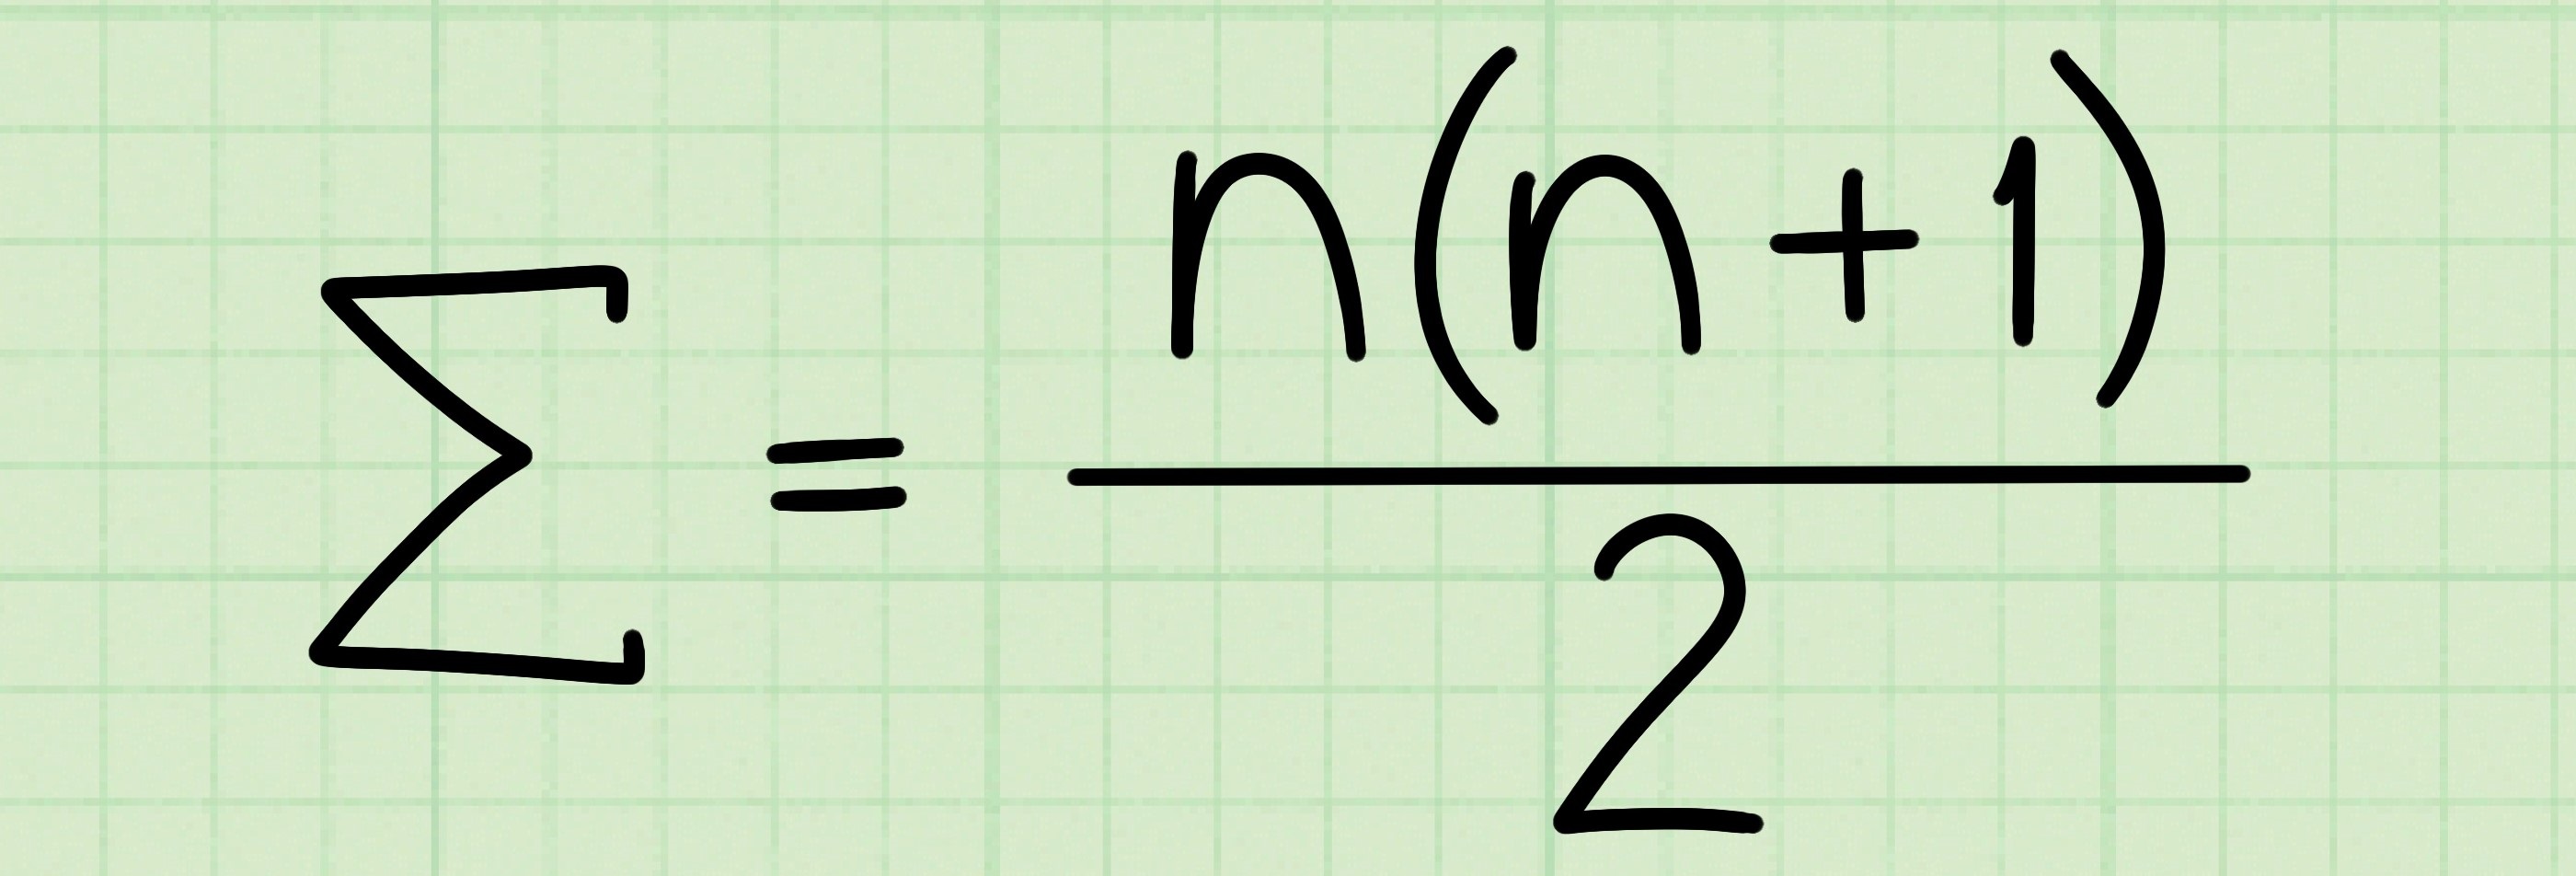 Σ = n(n+1)/2